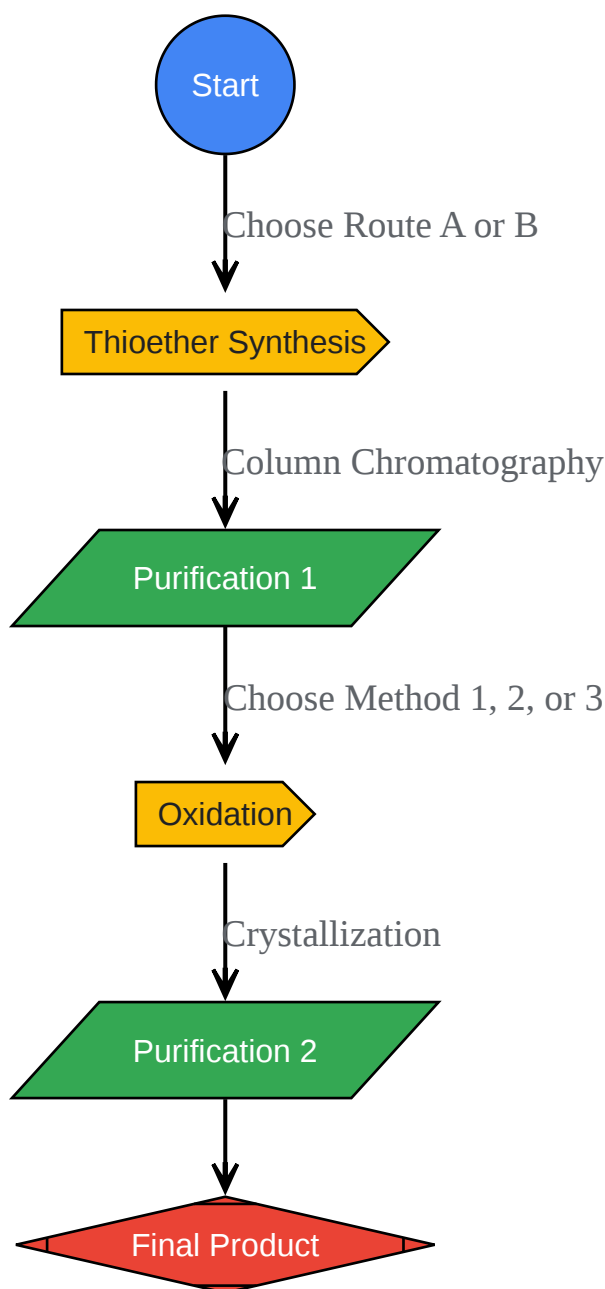 Start
Choose Route A or B
Thioether Synthesis
Column Chromatography
Purification 1
Choose Method 1, 2, or 3
Oxidation
Crystallization
Purification 2
Final Product